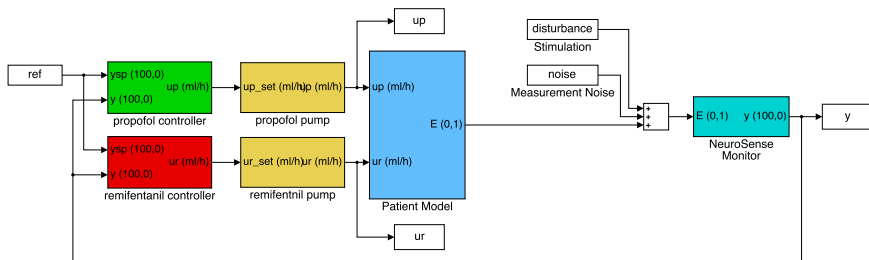 up
disturbance
Stimulation
ref
ysp (100,0)
up (ml/h)
y (100,0)
propofol controller
up_set (ml/h)
up (ml/h)
propofol pump
up (ml/h)
E (0,1)
ur (ml/h)
Patient Model
noise
Measurement Noise
+
+
+
E (0,1)
y (100,0)
NeuroSense
Monitor
y
ysp (100,0)
ur (ml/h)
y (100,0)
remifentanil controller
ur_set (ml/h)
ur (ml/h)
remifentnil pump
ur